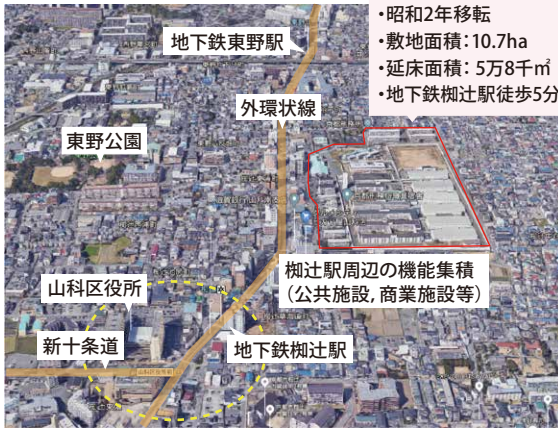 ・昭和2年移転
・敷地面積：10.7ha
・延床面積：5万8千㎡
・地下鉄椥辻駅徒歩5分
地下鉄東野駅
外環状線
東野公園
椥辻駅周辺の機能集積
（公共施設，商業施設等）
山科区役所
新十条道
地下鉄椥辻駅